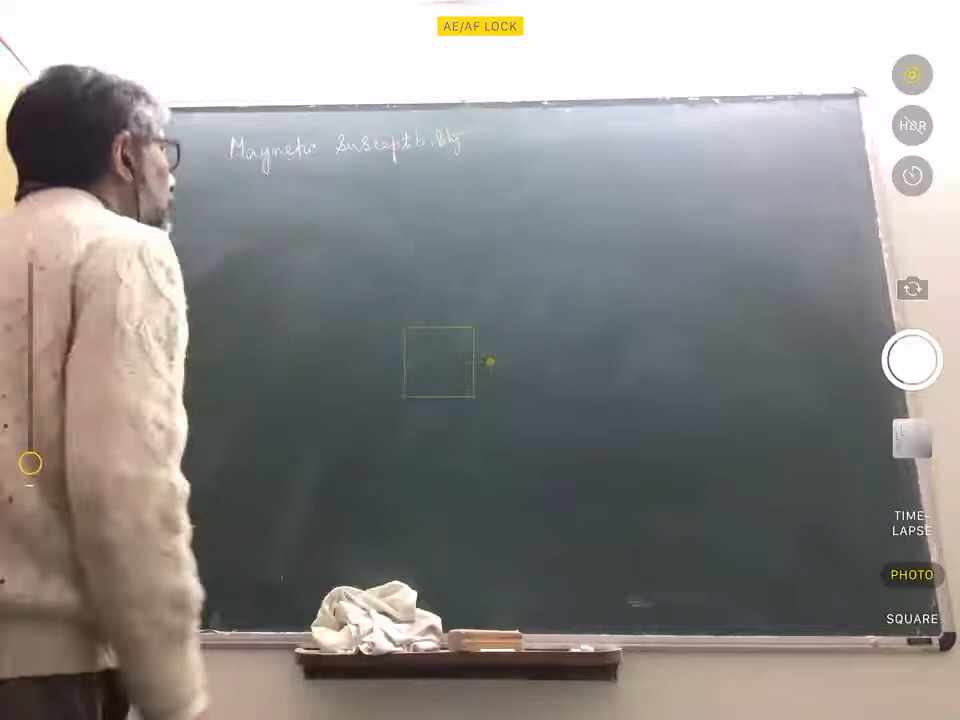 AE/AF LOCK
Magnetic Susceptibility
HDR
TIME-
LAPSE
PHOTO
SQUARE